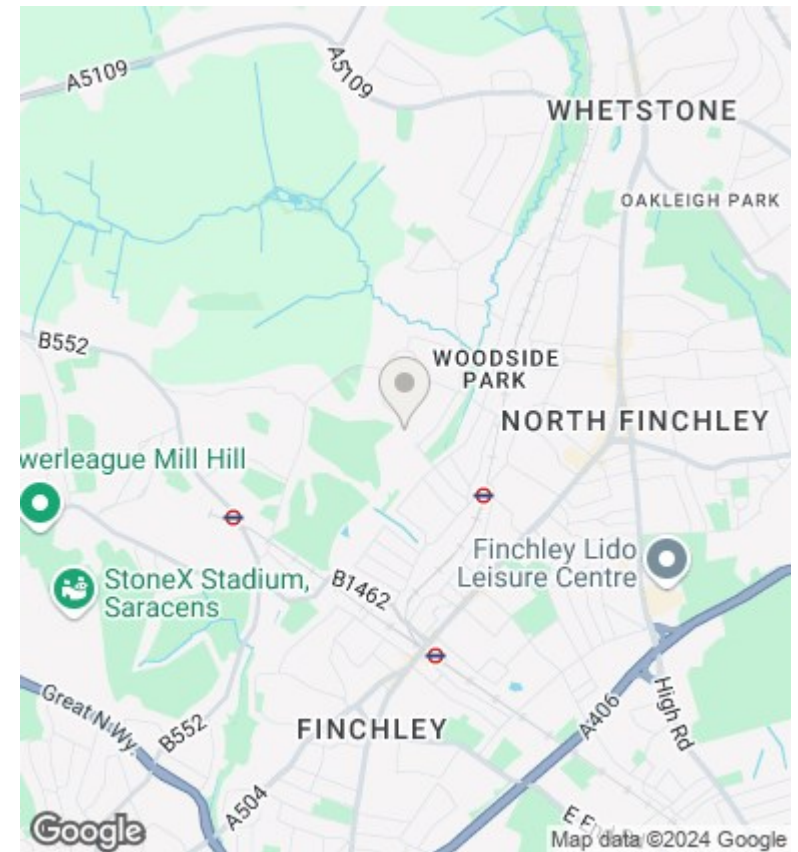 A5109
A5109
WHETSTONE
OAKLEIGH PARK
B552
WOODSIDE
PARK
NORTH FINCHLEY
werleague Mill Hill
Finchley Lido
Leisure Centre
StoneX Stadium,
Saracens
B1462
Great N Wy.
B552
FINCHLEY
A406
High Rd
A504
Google
Map data ©2024 Google